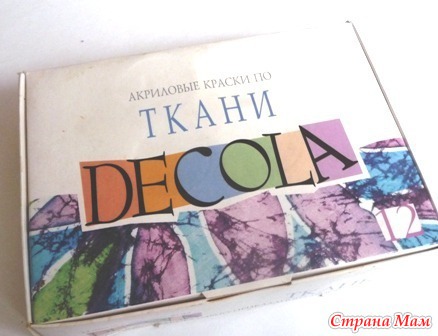 АКРИЛОВЫЕ КРАСКИ ПО
ТКАНИ
DECOLA
12
Страна Мам